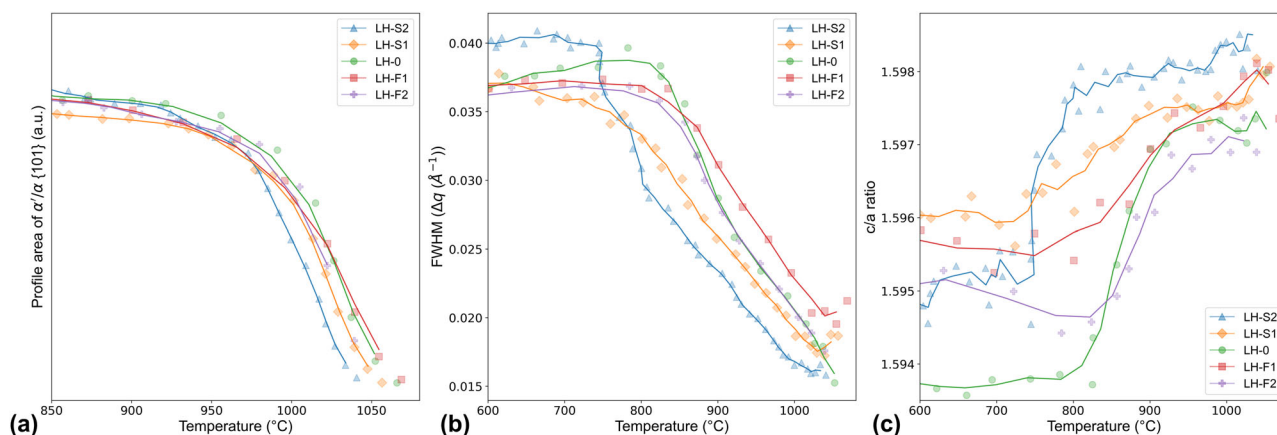 LH-S2
LH-S1
LH-0
LH-F1
LH-F2
Profile area of α'/α {101} (a.u.)
850
900
950
1000
1050
Temperature (°C)
(a)
LH-S2
LH-S1
LH-0
LH-F1
LH-F2
FWHM (Δq (Å⁻¹))
0.040
0.035
0.030
0.025
0.020
0.015
600
700
800
900
1000
Temperature (°C)
(b)
c/a ratio
1.598
1.597
1.596
1.595
1.594
LH-S2
LH-S1
LH-0
LH-F1
LH-F2
600
700
800
900
1000
Temperature (°C)
(c)